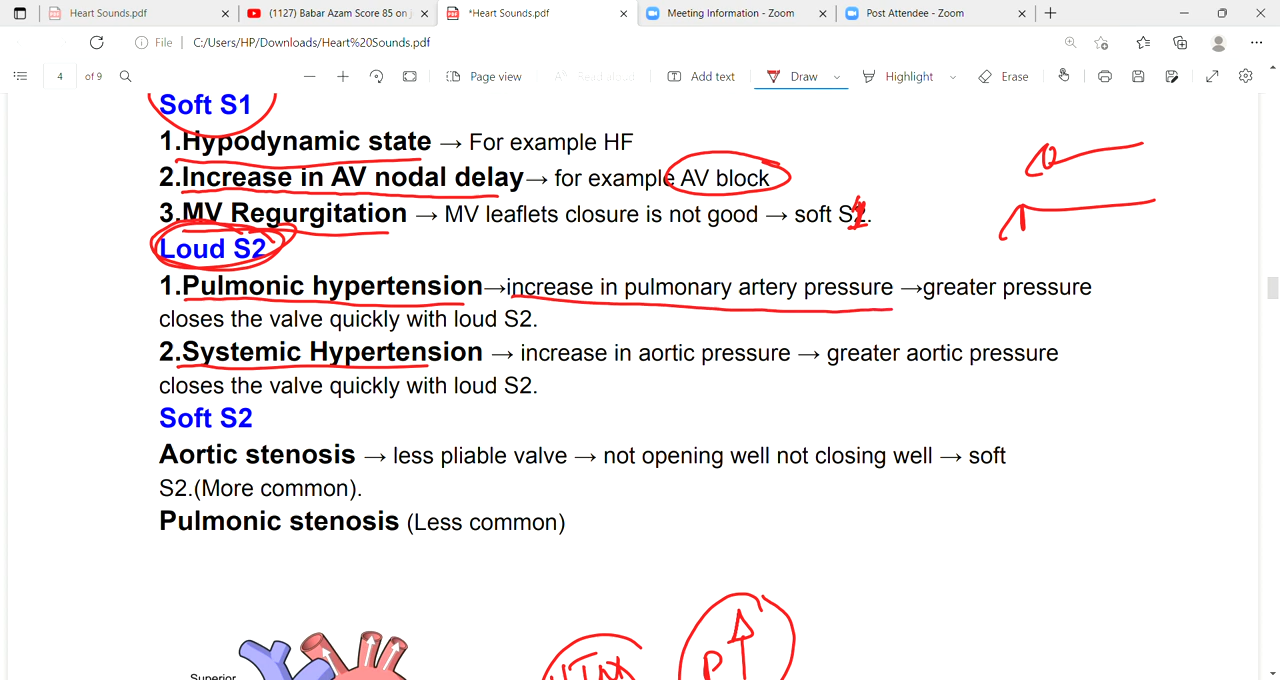 Heart Sounds.pdf
(1127) Babar Azam Score 85 on
*Heart Sounds.pdf
Meeting Information - Zoom
Post Attendee - Zoom
File
C:/Users/HP/Downloads/Heart%20Sounds.pdf
4 of 9
Page view
Read aloud
Add text
Draw
Highlight
Erase
Soft S1
1.Hypodynamic state → For example HF
2.Increase in AV nodal delay→ for example AV block
3.MV Regurgitation → MV leaflets closure is not good → soft S1.
Loud S2
1.Pulmonic hypertension→increase in pulmonary artery pressure →greater pressure
closes the valve quickly with loud S2.
2.Systemic Hypertension → increase in aortic pressure → greater aortic pressure
closes the valve quickly with loud S2.
Soft S2
Aortic stenosis → less pliable valve → not opening well not closing well → soft
S2.(More common).
Pulmonic stenosis (Less common)
P
Superior